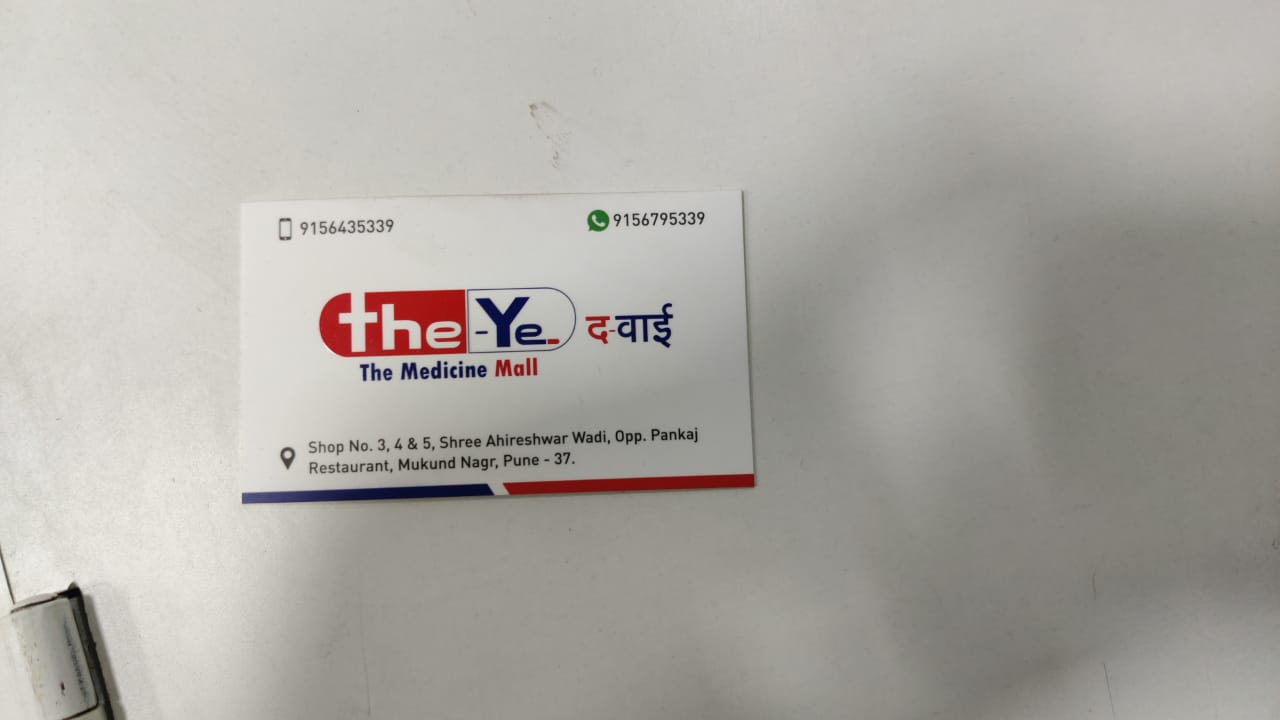 9156435339
9156795339
the-Ye_
द-वाई
The Medicine Mall
Shop No. 3, 4 & 5, Shree Ahireshwar Wadi, Opp. Pankaj
Restaurant, Mukund Nagr, Pune - 37.